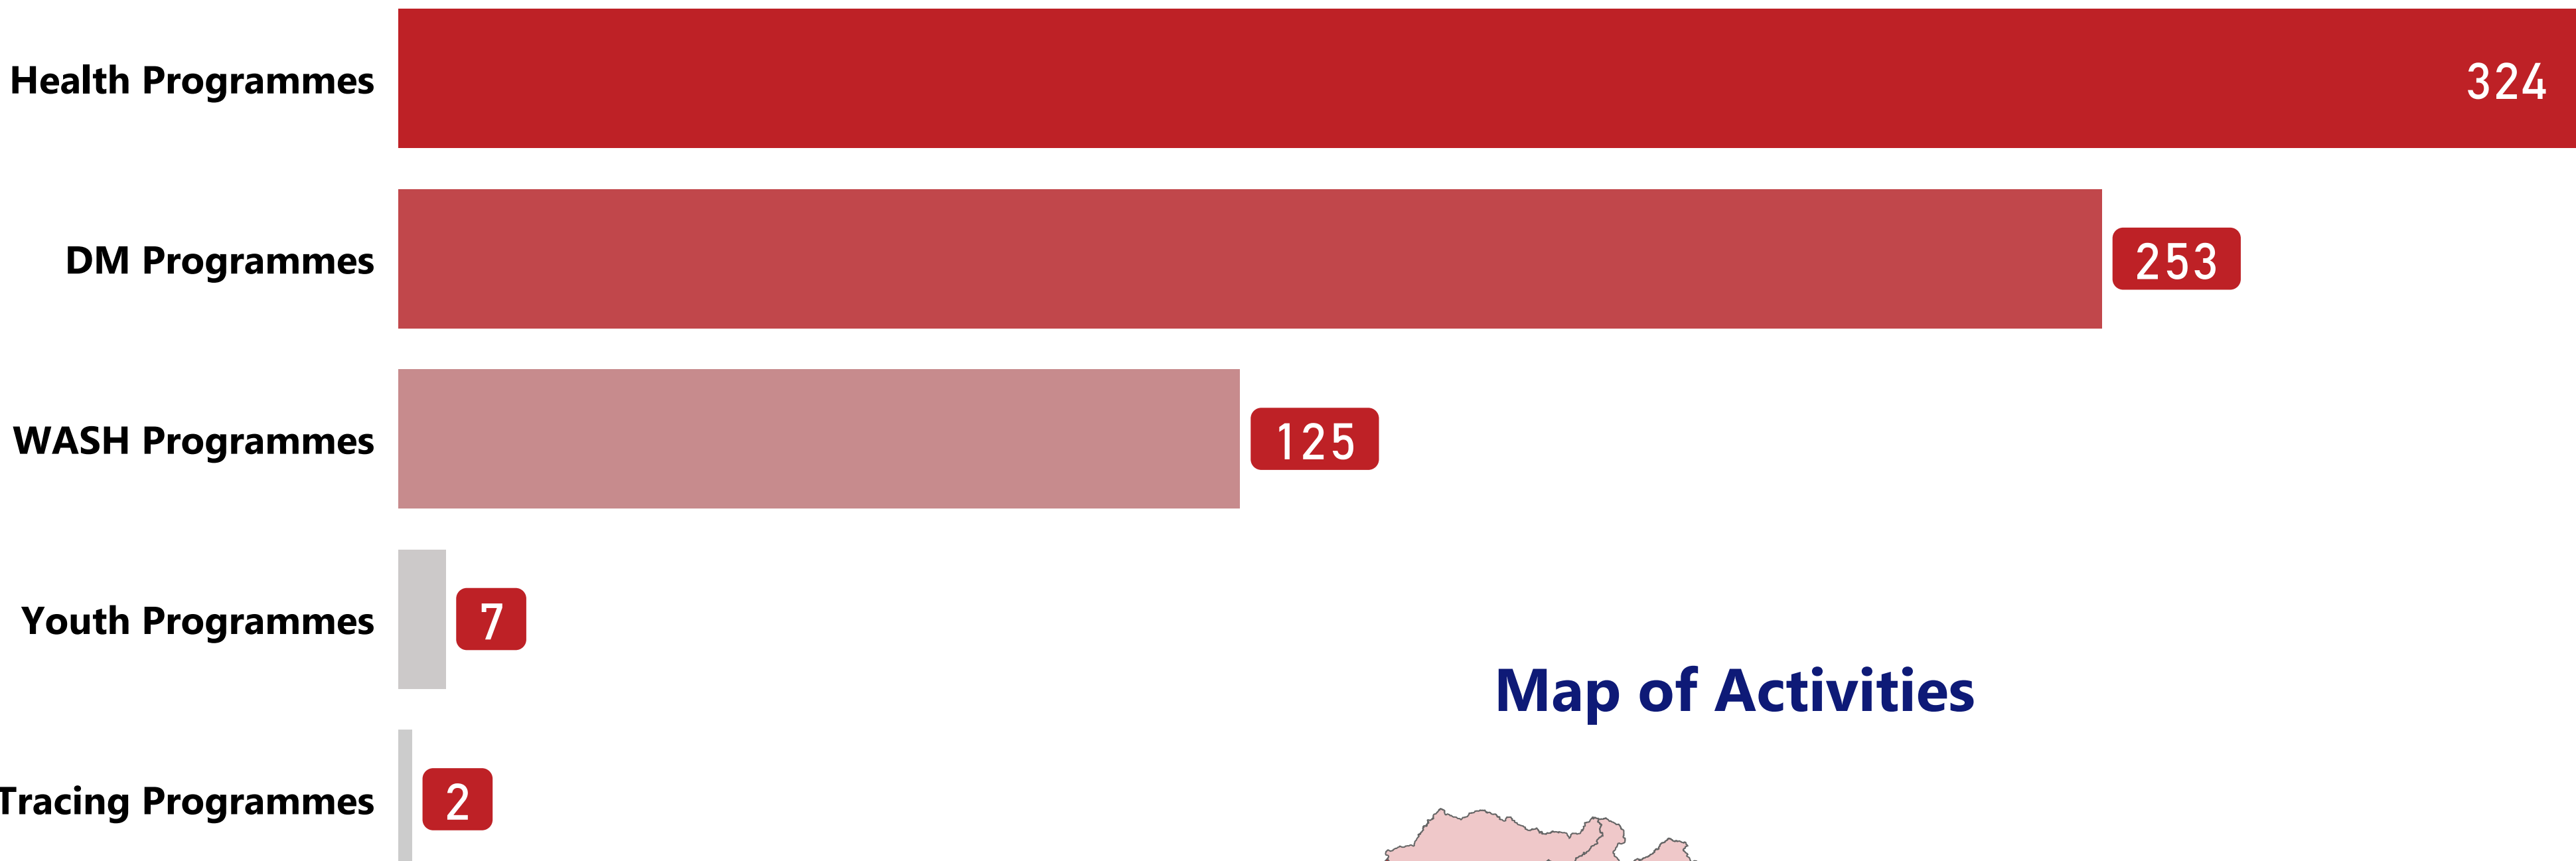 Health Programmes 324
DM Programmes 253
WASH Programmes 125
Youth Programmes 7
Map of Activities
Tracing Programmes 2